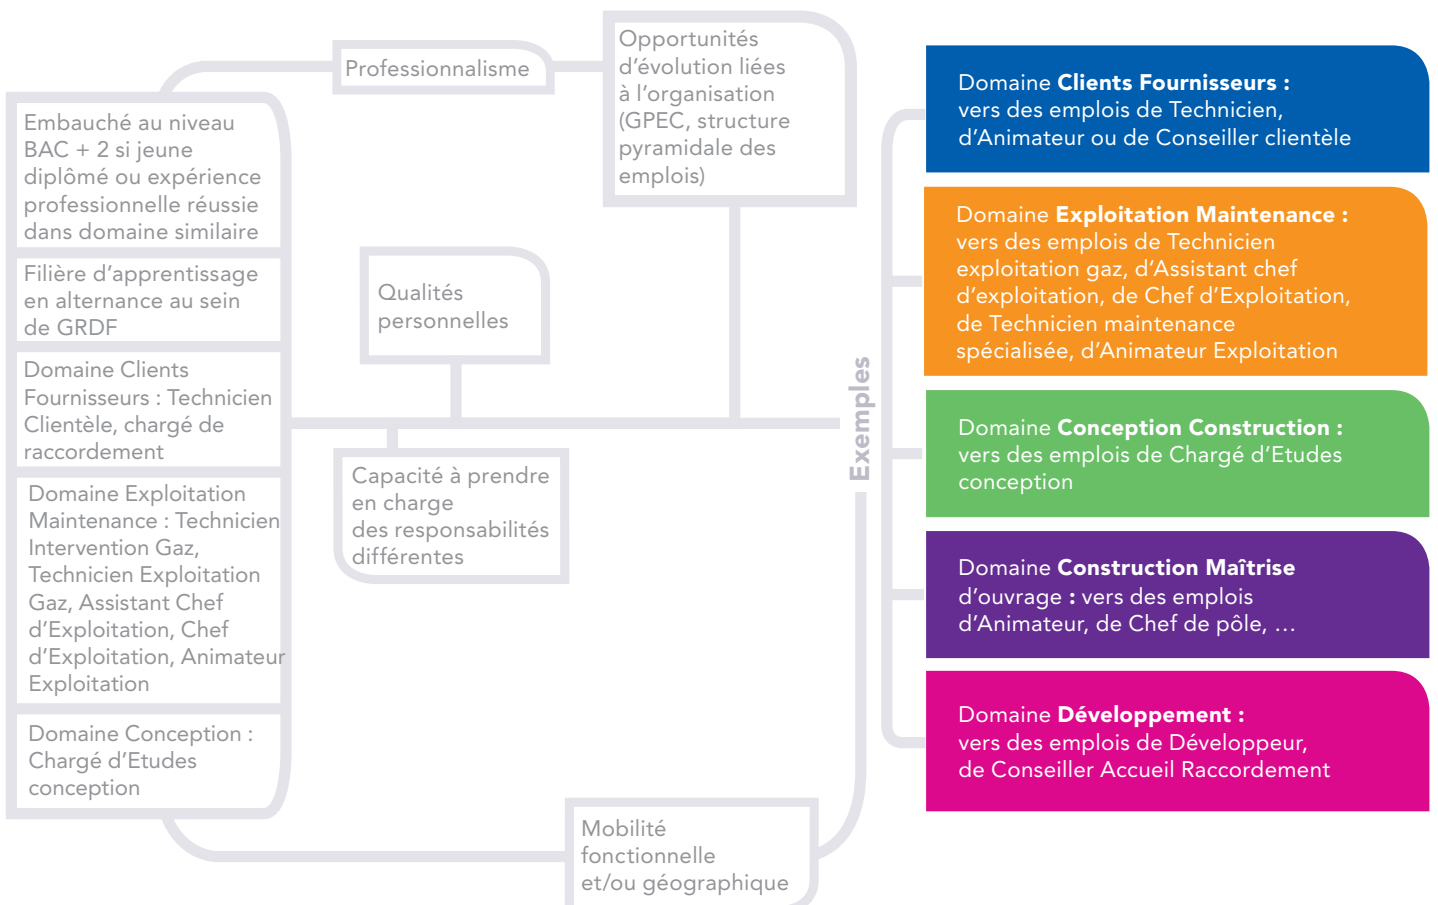 Embauché au niveau
BAC + 2 si jeune
diplômé ou expérience
professionnelle réussie
dans domaine similaire
Filière d’apprentissage
en alternance au sein
de GRDF
Domaine Clients
Fournisseurs : Technicien
Clientèle, chargé de
raccordement
Domaine Exploitation
Maintenance : Technicien
Intervention Gaz,
Technicien Exploitation
Gaz, Assistant Chef
d’Exploitation, Chef
d’Exploitation, Animateur
Exploitation
Domaine Conception :
Chargé d’Etudes
conception
Professionnalisme
Opportunités
d’évolution liées
à l’organisation
(GPEC, structure
pyramidale des
emplois)
Qualités
personnelles
Capacité à prendre
en charge
des responsabilités
différentes
Mobilité
fonctionnelle
et/ou géographique
Exemples
Domaine Clients Fournisseurs :
vers des emplois de Technicien,
d’Animateur ou de Conseiller clientèle
Domaine Exploitation Maintenance :
vers des emplois de Technicien
exploitation gaz, d’Assistant chef
d’exploitation, de Chef d’Exploitation,
de Technicien maintenance
spécialisée, d’Animateur Exploitation
Domaine Conception Construction :
vers des emplois de Chargé d’Etudes
conception
Domaine Construction Maîtrise
d’ouvrage : vers des emplois
d’Animateur, de Chef de pôle, …
Domaine Développement :
vers des emplois de Développeur,
de Conseiller Accueil Raccordement